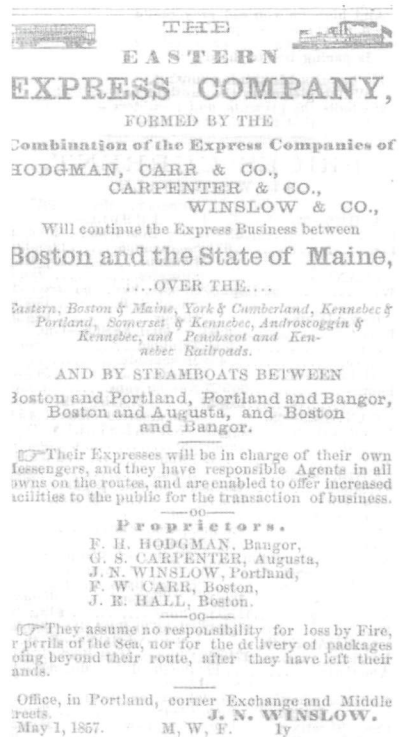 THE
EASTERN
EXPRESS COMPANY,
FORMED BY THE
Combination of the Express Companies of
HODGMAN, CARR & CO.,
CARPENTER & CO.,
WINSLOW & CO.,
Will continue the Express Business between
Boston and the State of Maine,
....OVER THE....
Eastern, Boston & Maine, York & Cumberland, Kennebec &
Portland, Somerset & Kennebec, Androscoggin &
Kennebec, and Penobscot and Ken-
nebec Railroads.
AND BY STEAMBOATS BETWEEN
Boston and Portland, Portland and Bangor,
Boston and Augusta, and Boston
and Bangor.
☞Their Expresses will be in charge of their own
Messengers, and they have responsible Agents in all
owns on the routes, and are enabled to offer increased
acilities to the public for the transaction of business.
——oo——
Proprietors.
F. H. HODGMAN, Bangor,
G. S. CARPENTER, Augusta,
J. N. WINSLOW, Portland,
F. W. CARR, Boston,
J. R. HALL, Boston.
——oo——
☞They assume no responsibility for loss by Fire,
r perils of the Sea, nor for the delivery of packages
oing beyond their route, after they have left their
ands.
Office, in Portland, corner Exchange and Middle
reets. J. N. WINSLOW.
May 1, 1857. M, W, F. 1y